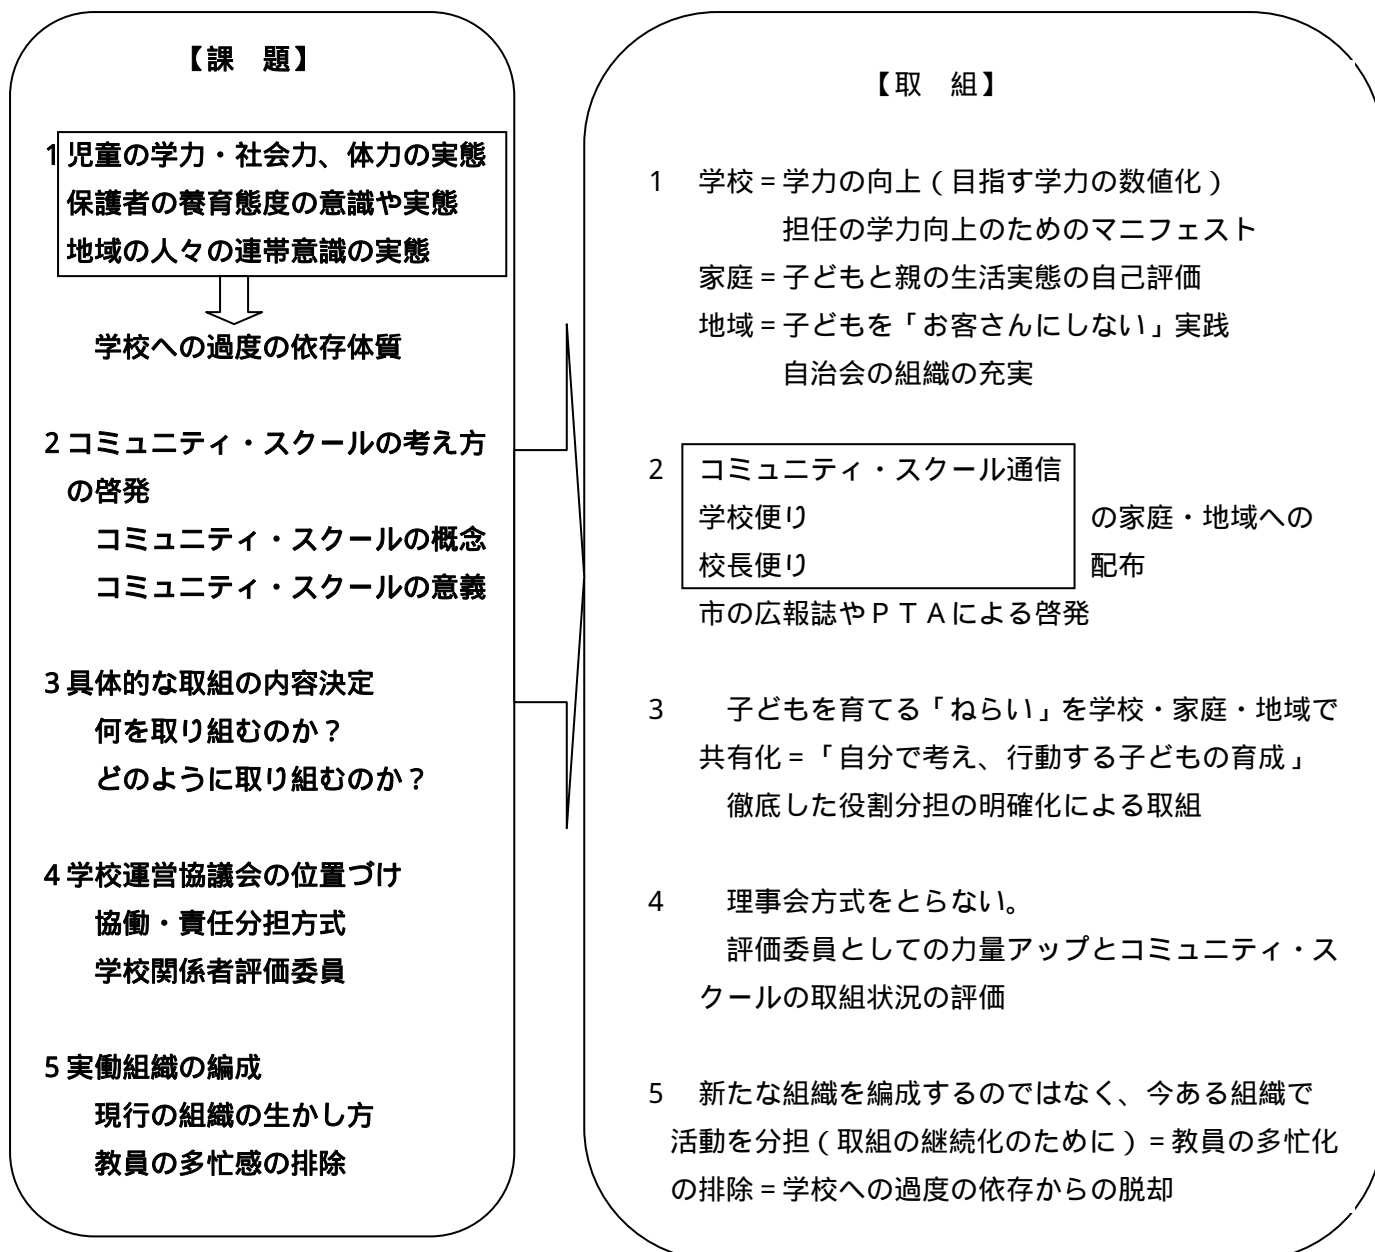 【課　題】
1 児童の学力・社会力、体力の実態
保護者の養育態度の意識や実態
地域の人々の連帯意識の実態
学校への過度の依存体質
2 コミュニティ・スクールの考え方
の啓発
コミュニティ・スクールの概念
コミュニティ・スクールの意義
3 具体的な取組の内容決定
何を取り組むのか？
どのように取り組むのか？
4 学校運営協議会の位置づけ
協働・責任分担方式
学校関係者評価委員
5 実働組織の編成
現行の組織の生かし方
教員の多忙感の排除
【取　組】
1　学校＝学力の向上（目指す学力の数値化）
担任の学力向上のためのマニフェスト
家庭＝子どもと親の生活実態の自己評価
地域＝子どもを「お客さんにしない」実践
自治会の組織の充実
2　コミュニティ・スクール通信
学校便り　の家庭・地域への
校長便り　配布
市の広報誌やＰＴＡによる啓発
3　子どもを育てる「ねらい」を学校・家庭・地域で
共有化＝「自分で考え、行動する子どもの育成」
徹底した役割分担の明確化による取組
4　理事会方式をとらない。
評価委員としての力量アップとコミュニティ・ス
クールの取組状況の評価
5　新たな組織を編成するのではなく、今ある組織で
活動を分担（取組の継続化のために）＝教員の多忙化
の排除＝学校への過度の依存からの脱却